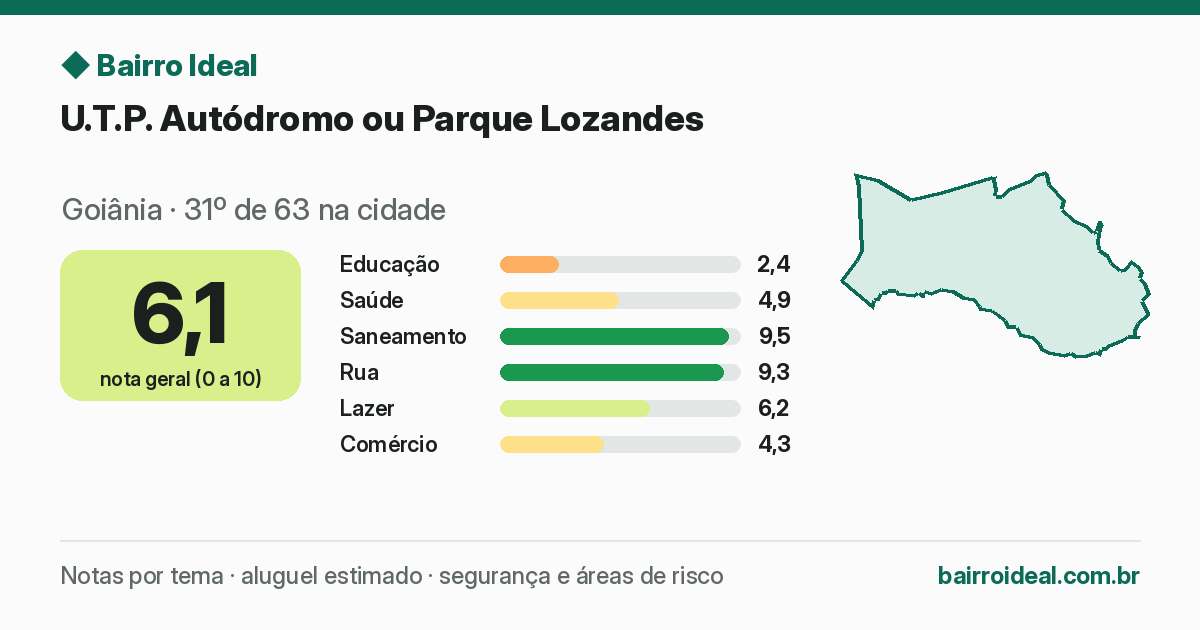 Bairro Ideal
U.T.P. Autódromo ou Parque Lozandes
Goiânia · 31º de 63 na cidade
6,1
nota geral (0 a 10)
Educação 2,4
Saúde 4,9
Saneamento 9,5
Rua 9,3
Lazer 6,2
Comércio 4,3
Notas por tema · aluguel estimado · segurança e áreas de risco
bairroideal.com.br